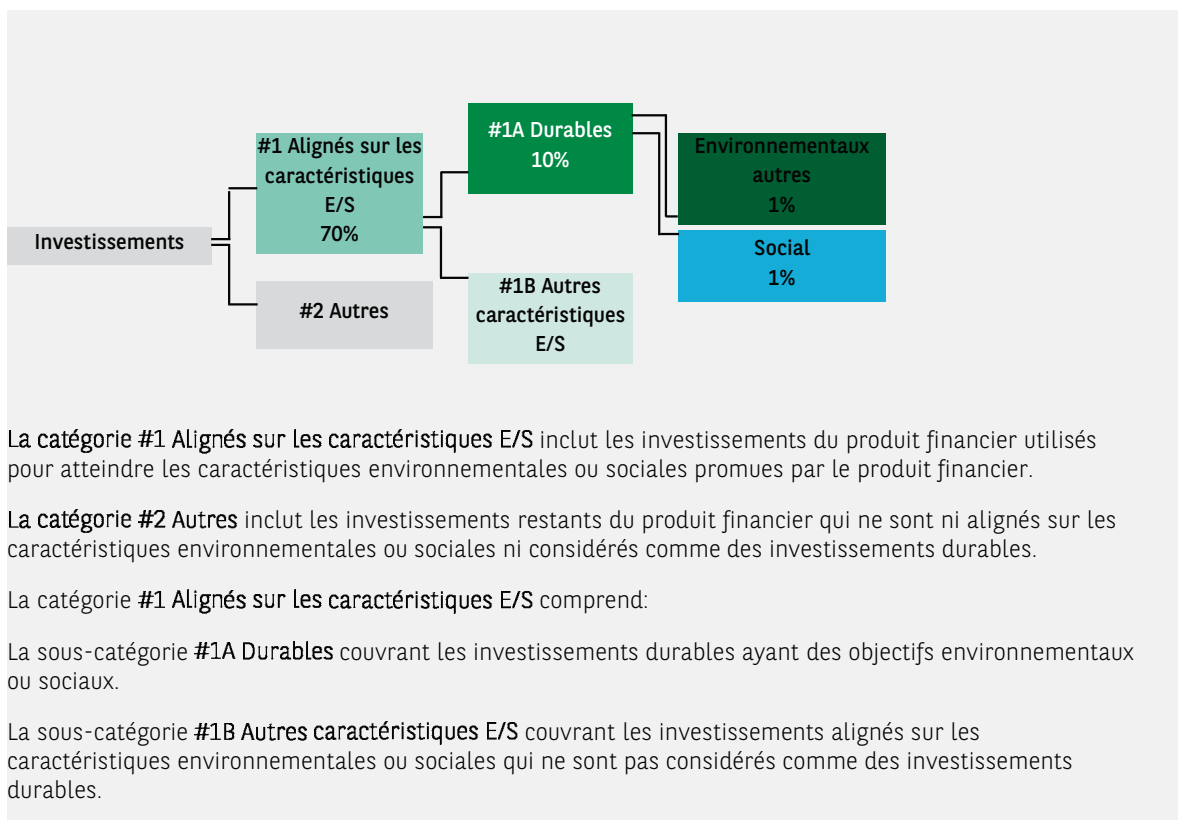 Investissements
#1 Alignés sur les
caractéristiques
E/S
70%
#2 Autres
#1A Durables
10%
#1B Autres
caractéristiques
E/S
Environnementaux
autres
1%
Social
1%
La catégorie #1 Alignés sur les caractéristiques E/S inclut les investissements du produit financier utilisés
pour atteindre les caractéristiques environnementales ou sociales promues par le produit financier.
La catégorie #2 Autres inclut les investissements restants du produit financier qui ne sont ni alignés sur les
caractéristiques environnementales ou sociales ni considérés comme des investissements durables.
La catégorie #1 Alignés sur les caractéristiques E/S comprend:
La sous-catégorie #1A Durables couvrant les investissements durables ayant des objectifs environnementaux
ou sociaux.
La sous-catégorie #1B Autres caractéristiques E/S couvrant les investissements alignés sur les
caractéristiques environnementales ou sociales qui ne sont pas considérés comme des investissements
durables.